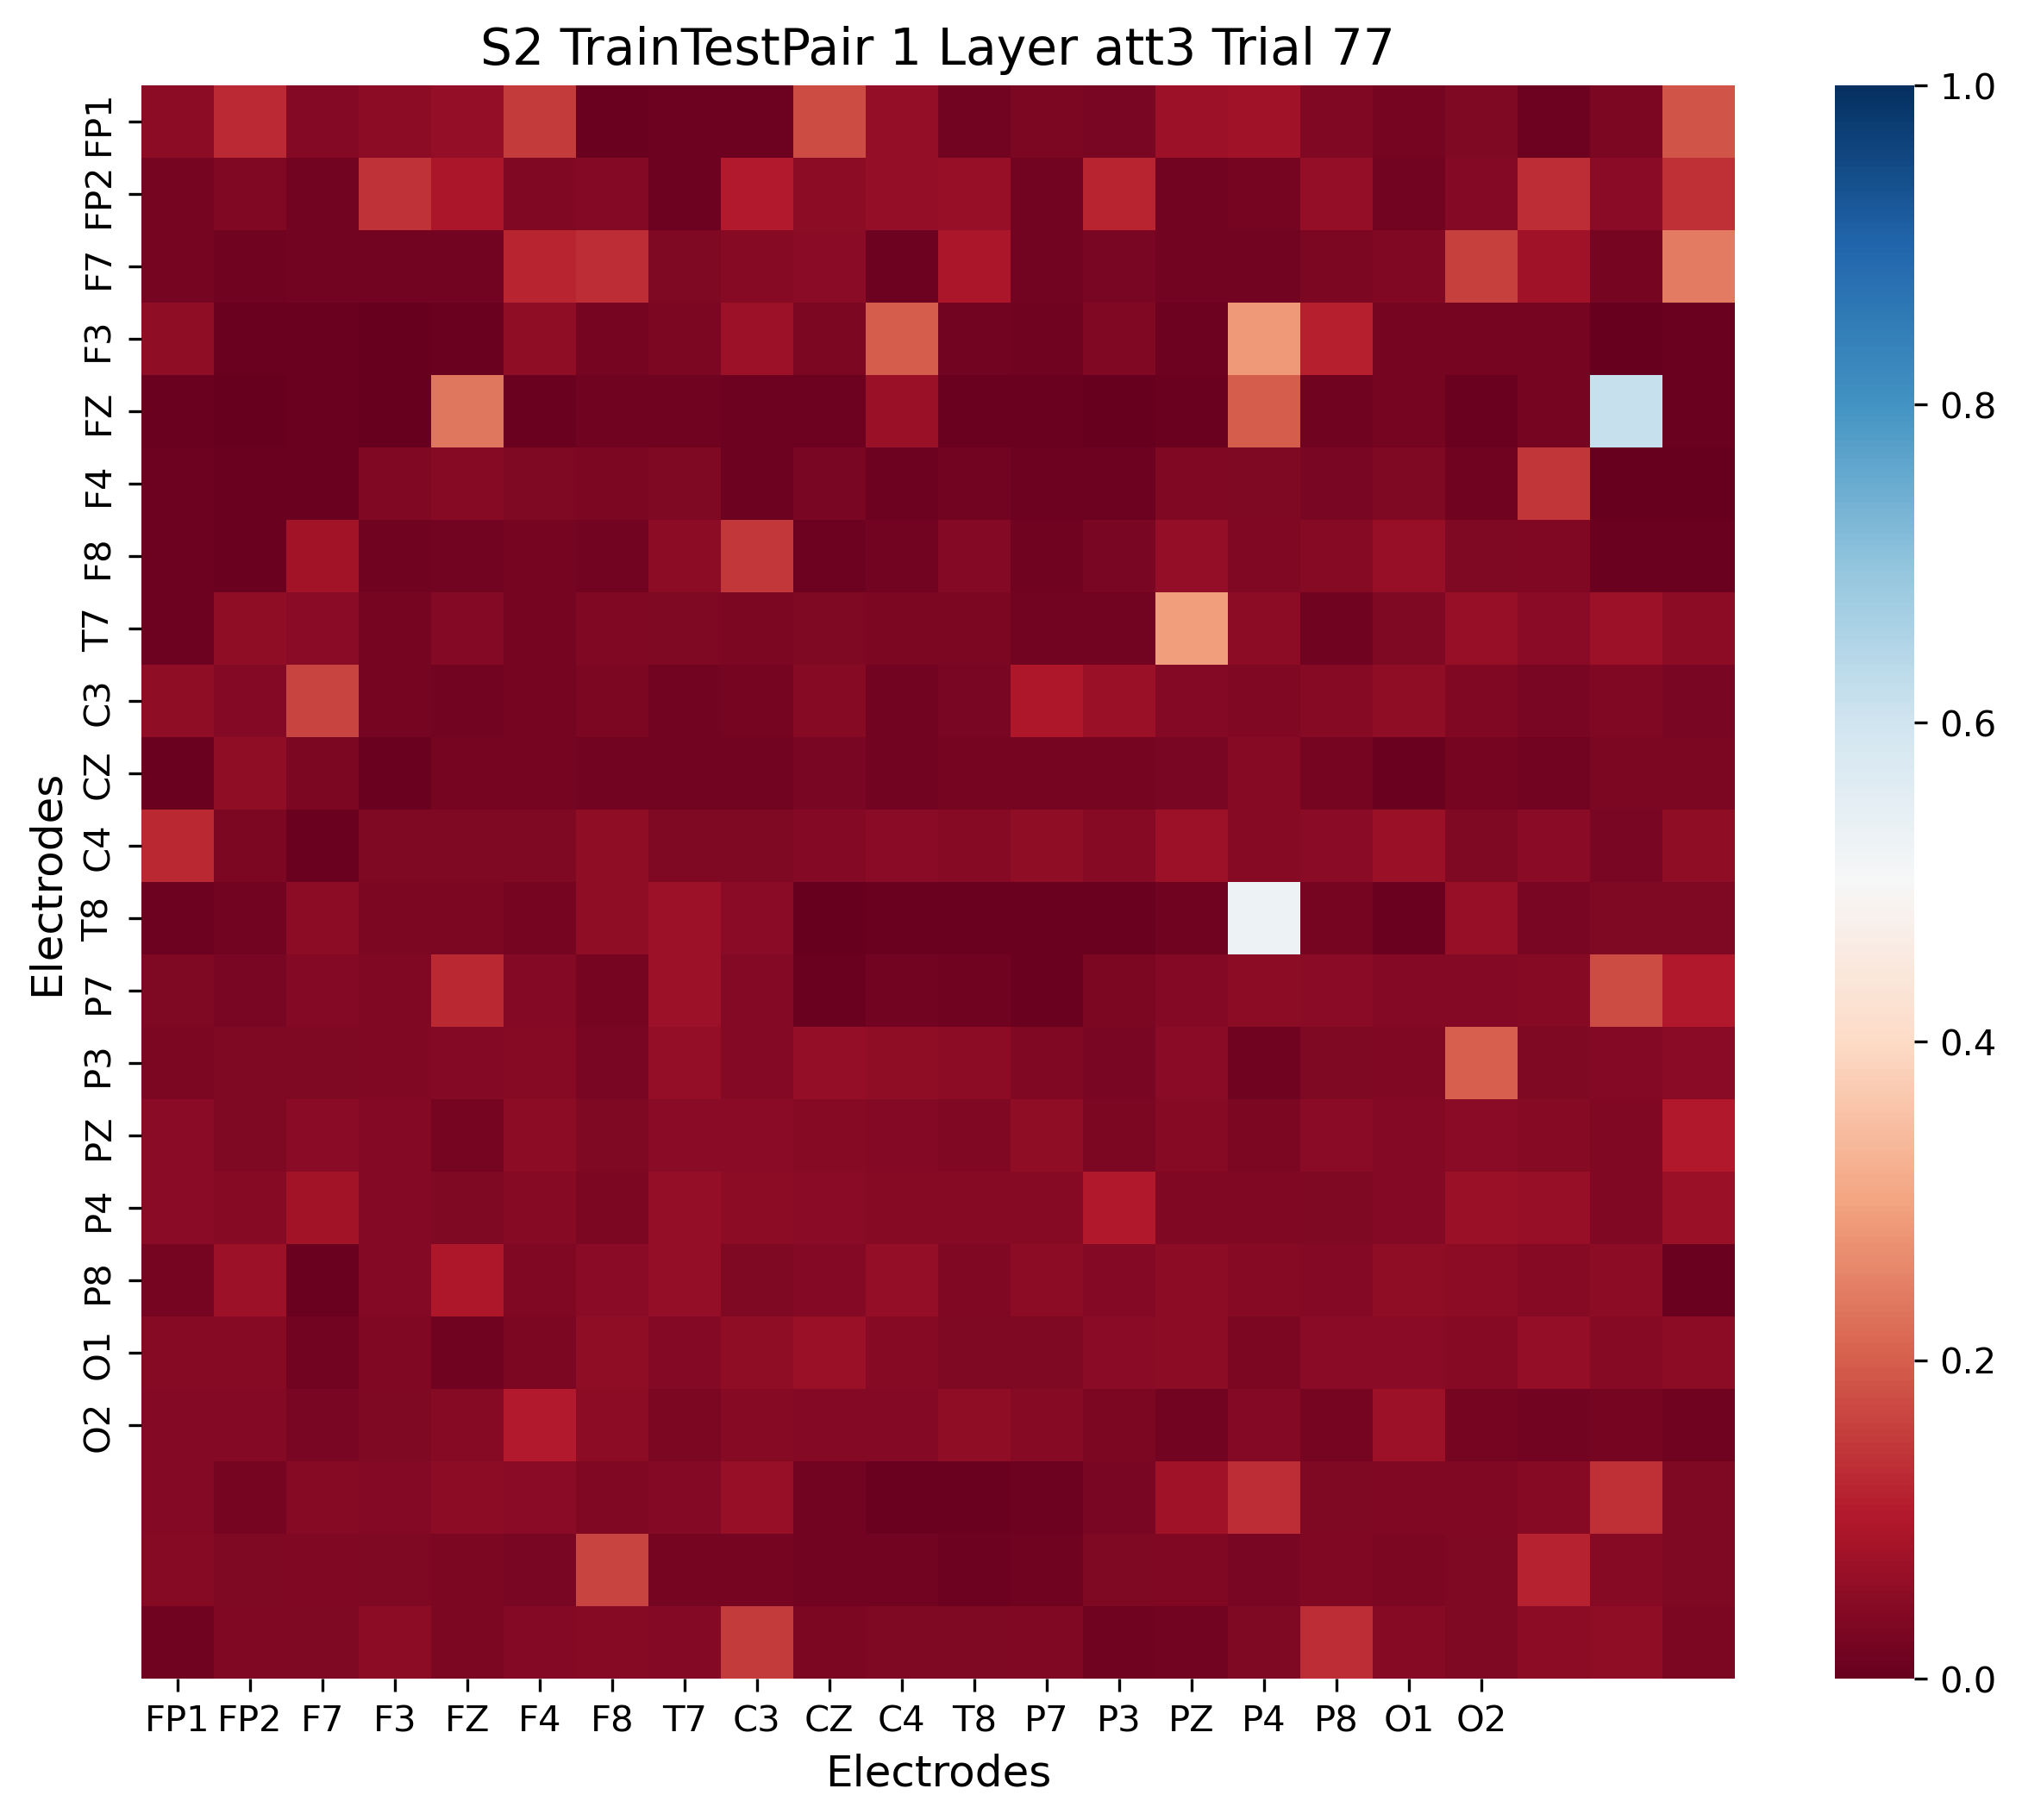 S2 TrainTestPair 1 Layer att3 Trial 77
Electrodes
FP1
FP2
F7
F3
FZ
F4
F8
T7
C3
CZ
C4
T8
P7
P3
PZ
P4
P8
O1
O2
FP1 FP2 F7 F3 FZ F4 F8 T7 C3 CZ C4 T8 P7 P3 PZ P4 P8 O1 O2
Electrodes
1.0
0.8
0.6
0.4
0.2
0.0